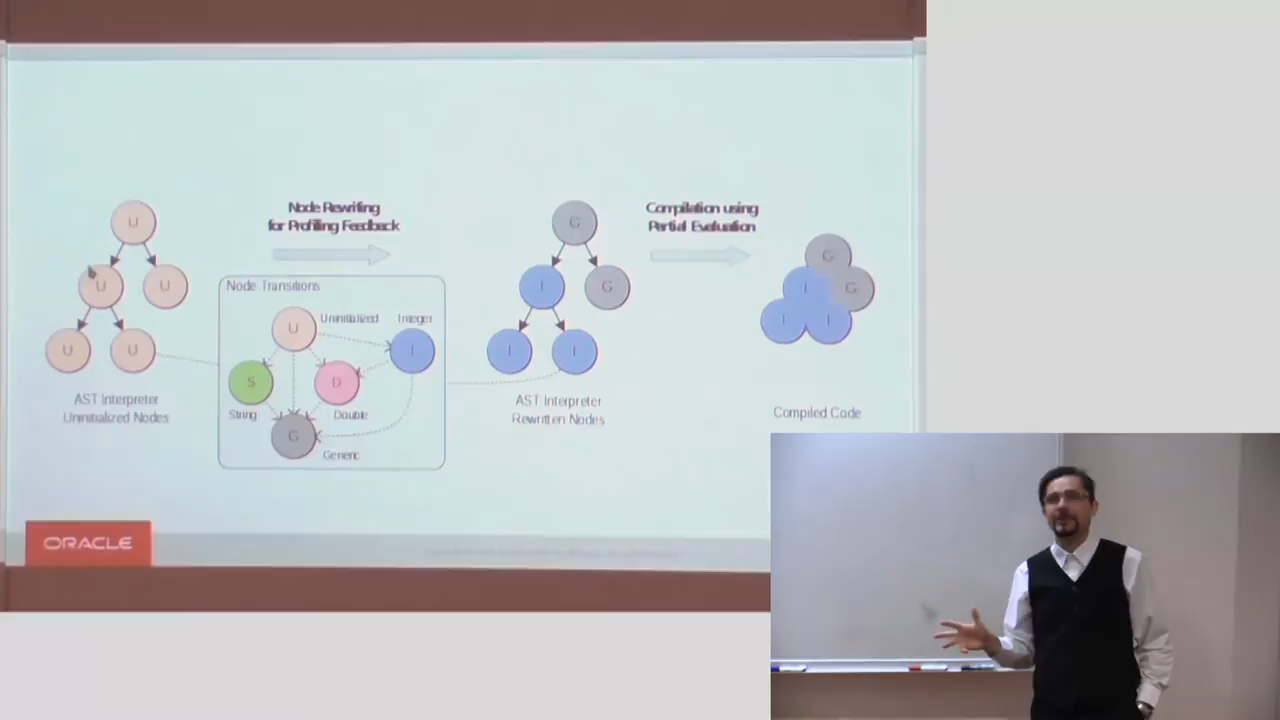 Node Rewriting
for Profiling Feedback
Compilation using
Partial Evaluation
U
U
U
U
U
AST Interpreter
Uninitialized Nodes
Node Transitions
U
Uninitialized
Integer
I
S
D
String
Double
G
Generic
G
I
G
I
I
AST Interpreter
Rewritten Nodes
G
I
G
I
I
Compiled Code
ORACLE